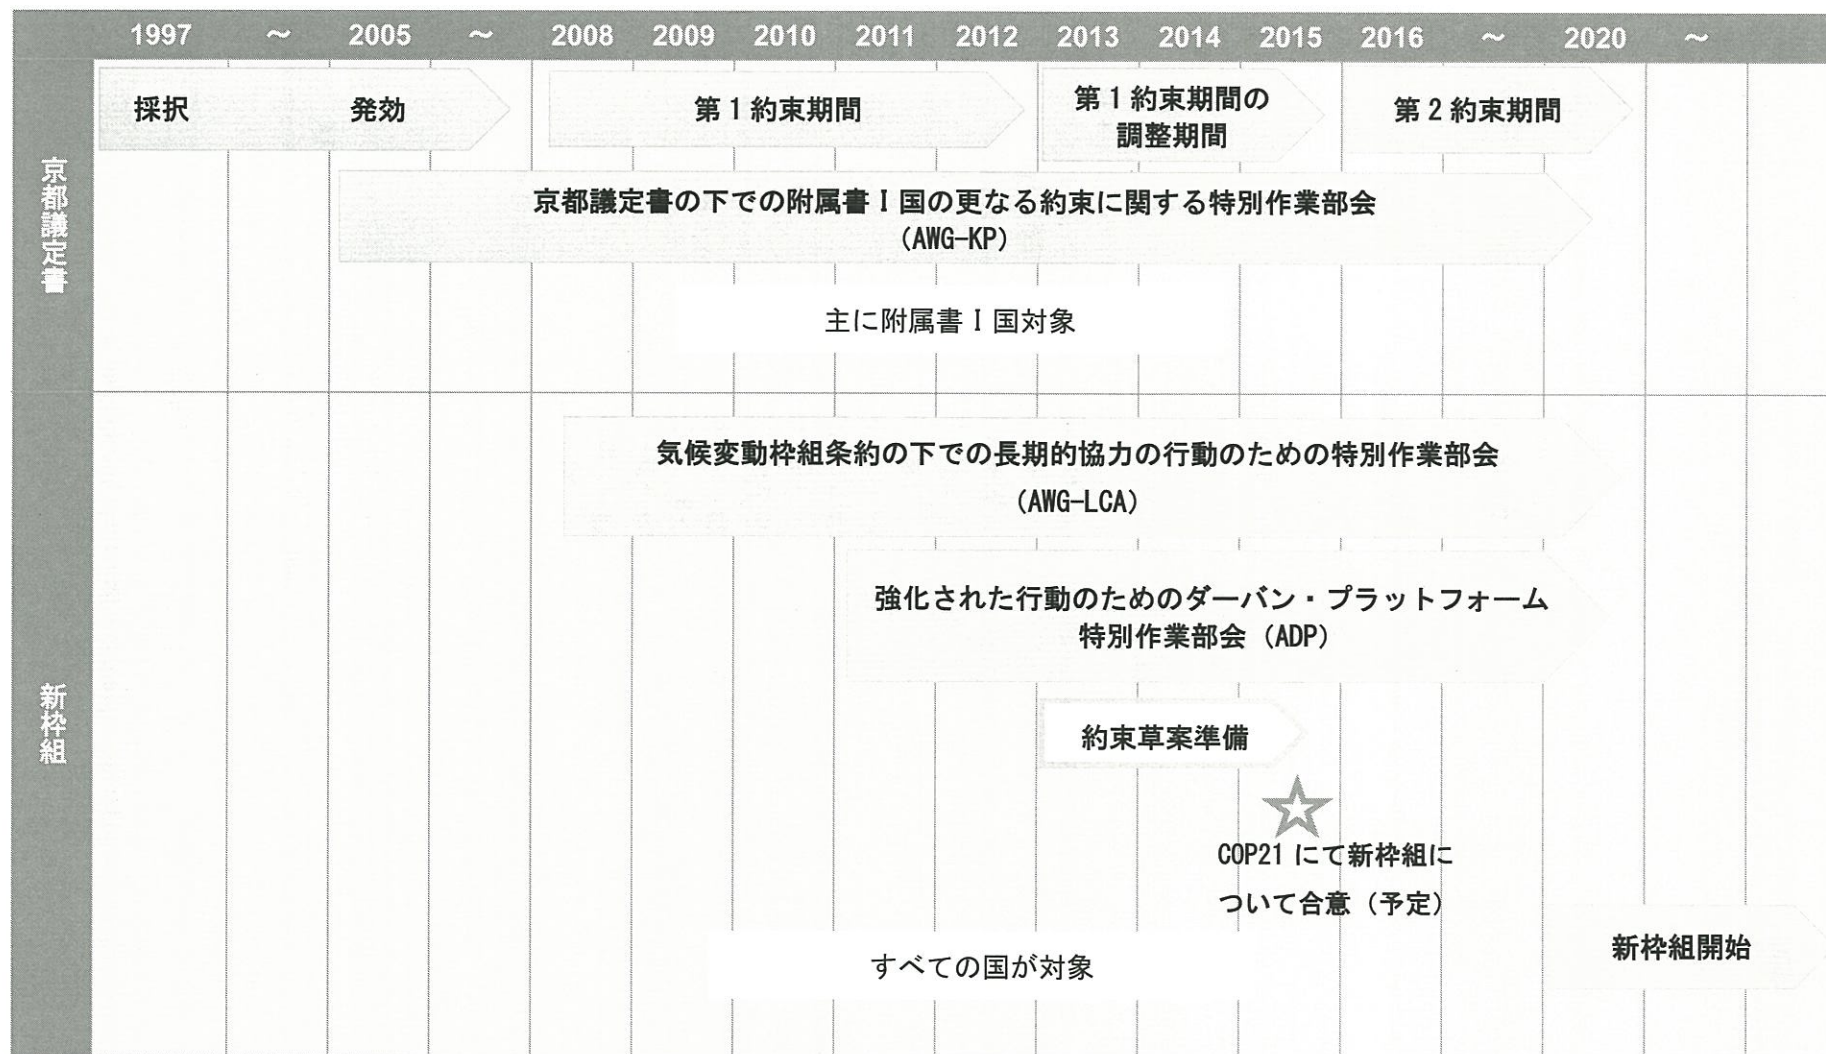 1997 ～ 2005 ～ 2008 2009 2010 2011 2012 2013 2014 2015 2016 ～ 2020 ～
京都議定書
採択
発効
第1約束期間
第1約束期間の
調整期間
第2約束期間
京都議定書の下での附属書Ⅰ国の更なる約束に関する特別作業部会
(AWG-KP)
主に附属書Ⅰ国対象
新枠組
気候変動枠組条約の下での長期的協力の行動のための特別作業部会
(AWG-LCA)
強化された行動のためのダーバン・プラットフォーム
特別作業部会（ADP）
約束草案準備
COP21 にて新枠組に
ついて合意（予定）
新枠組開始
すべての国が対象